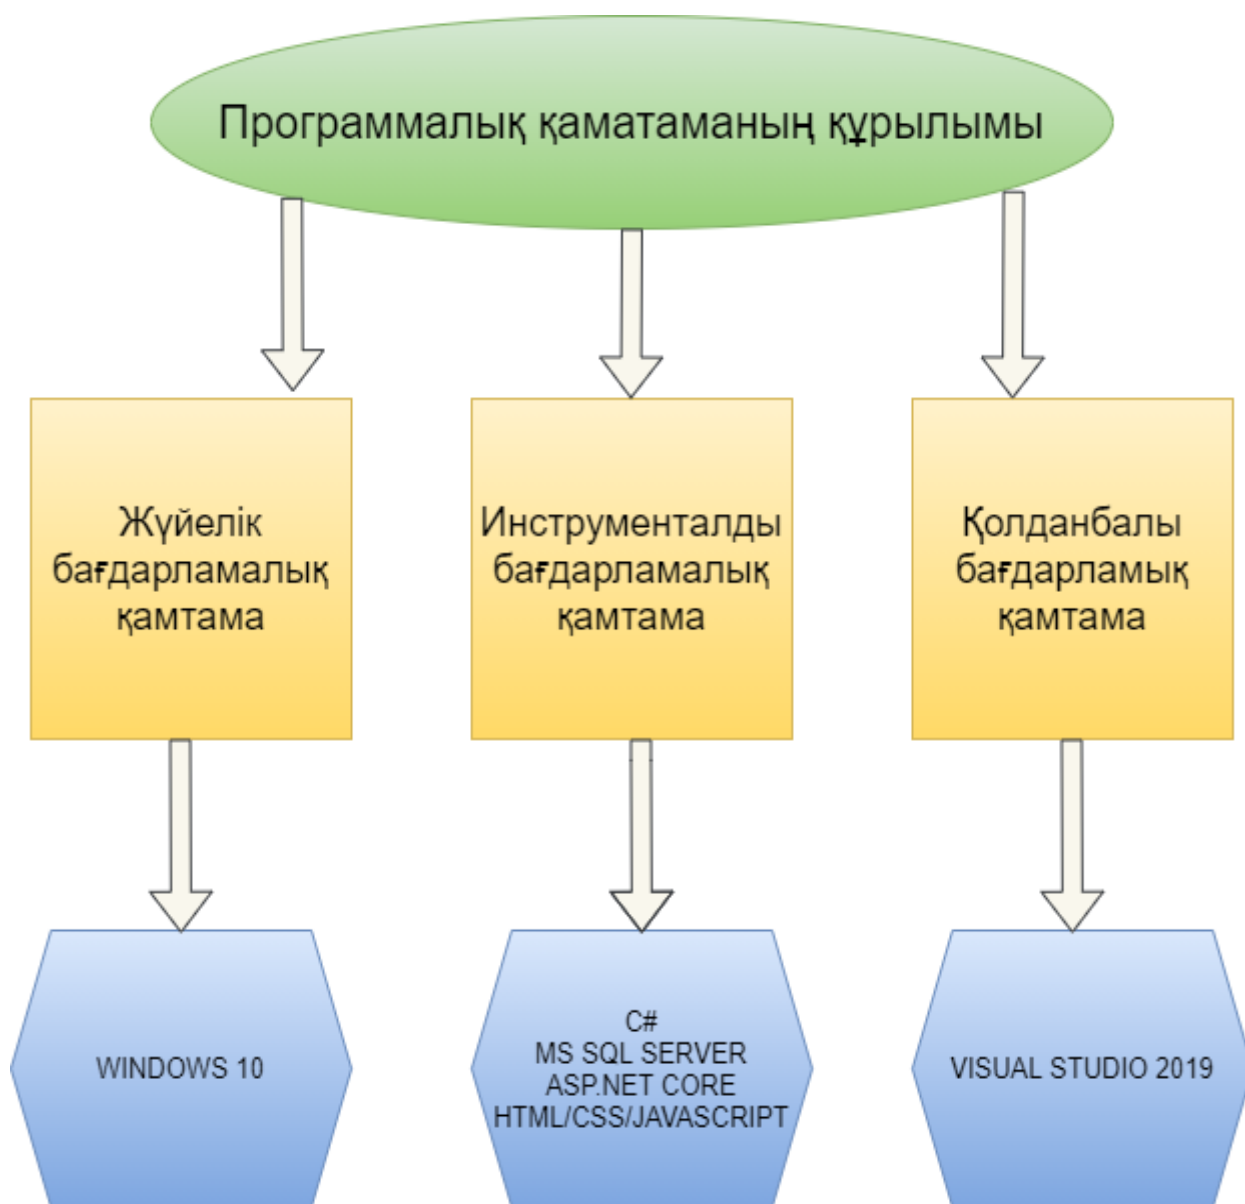 Программалық қаматаманың құрылымы
Жүйелік
бағдарламалық
қамтама
Инструменталды
бағдарламалық
қамтама
Қолданбалы
бағдарламық
қамтама
WINDOWS 10
C#
MS SQL SERVER
ASP.NET CORE
HTML/CSS/JAVASCRIPT
VISUAL STUDIO 2019